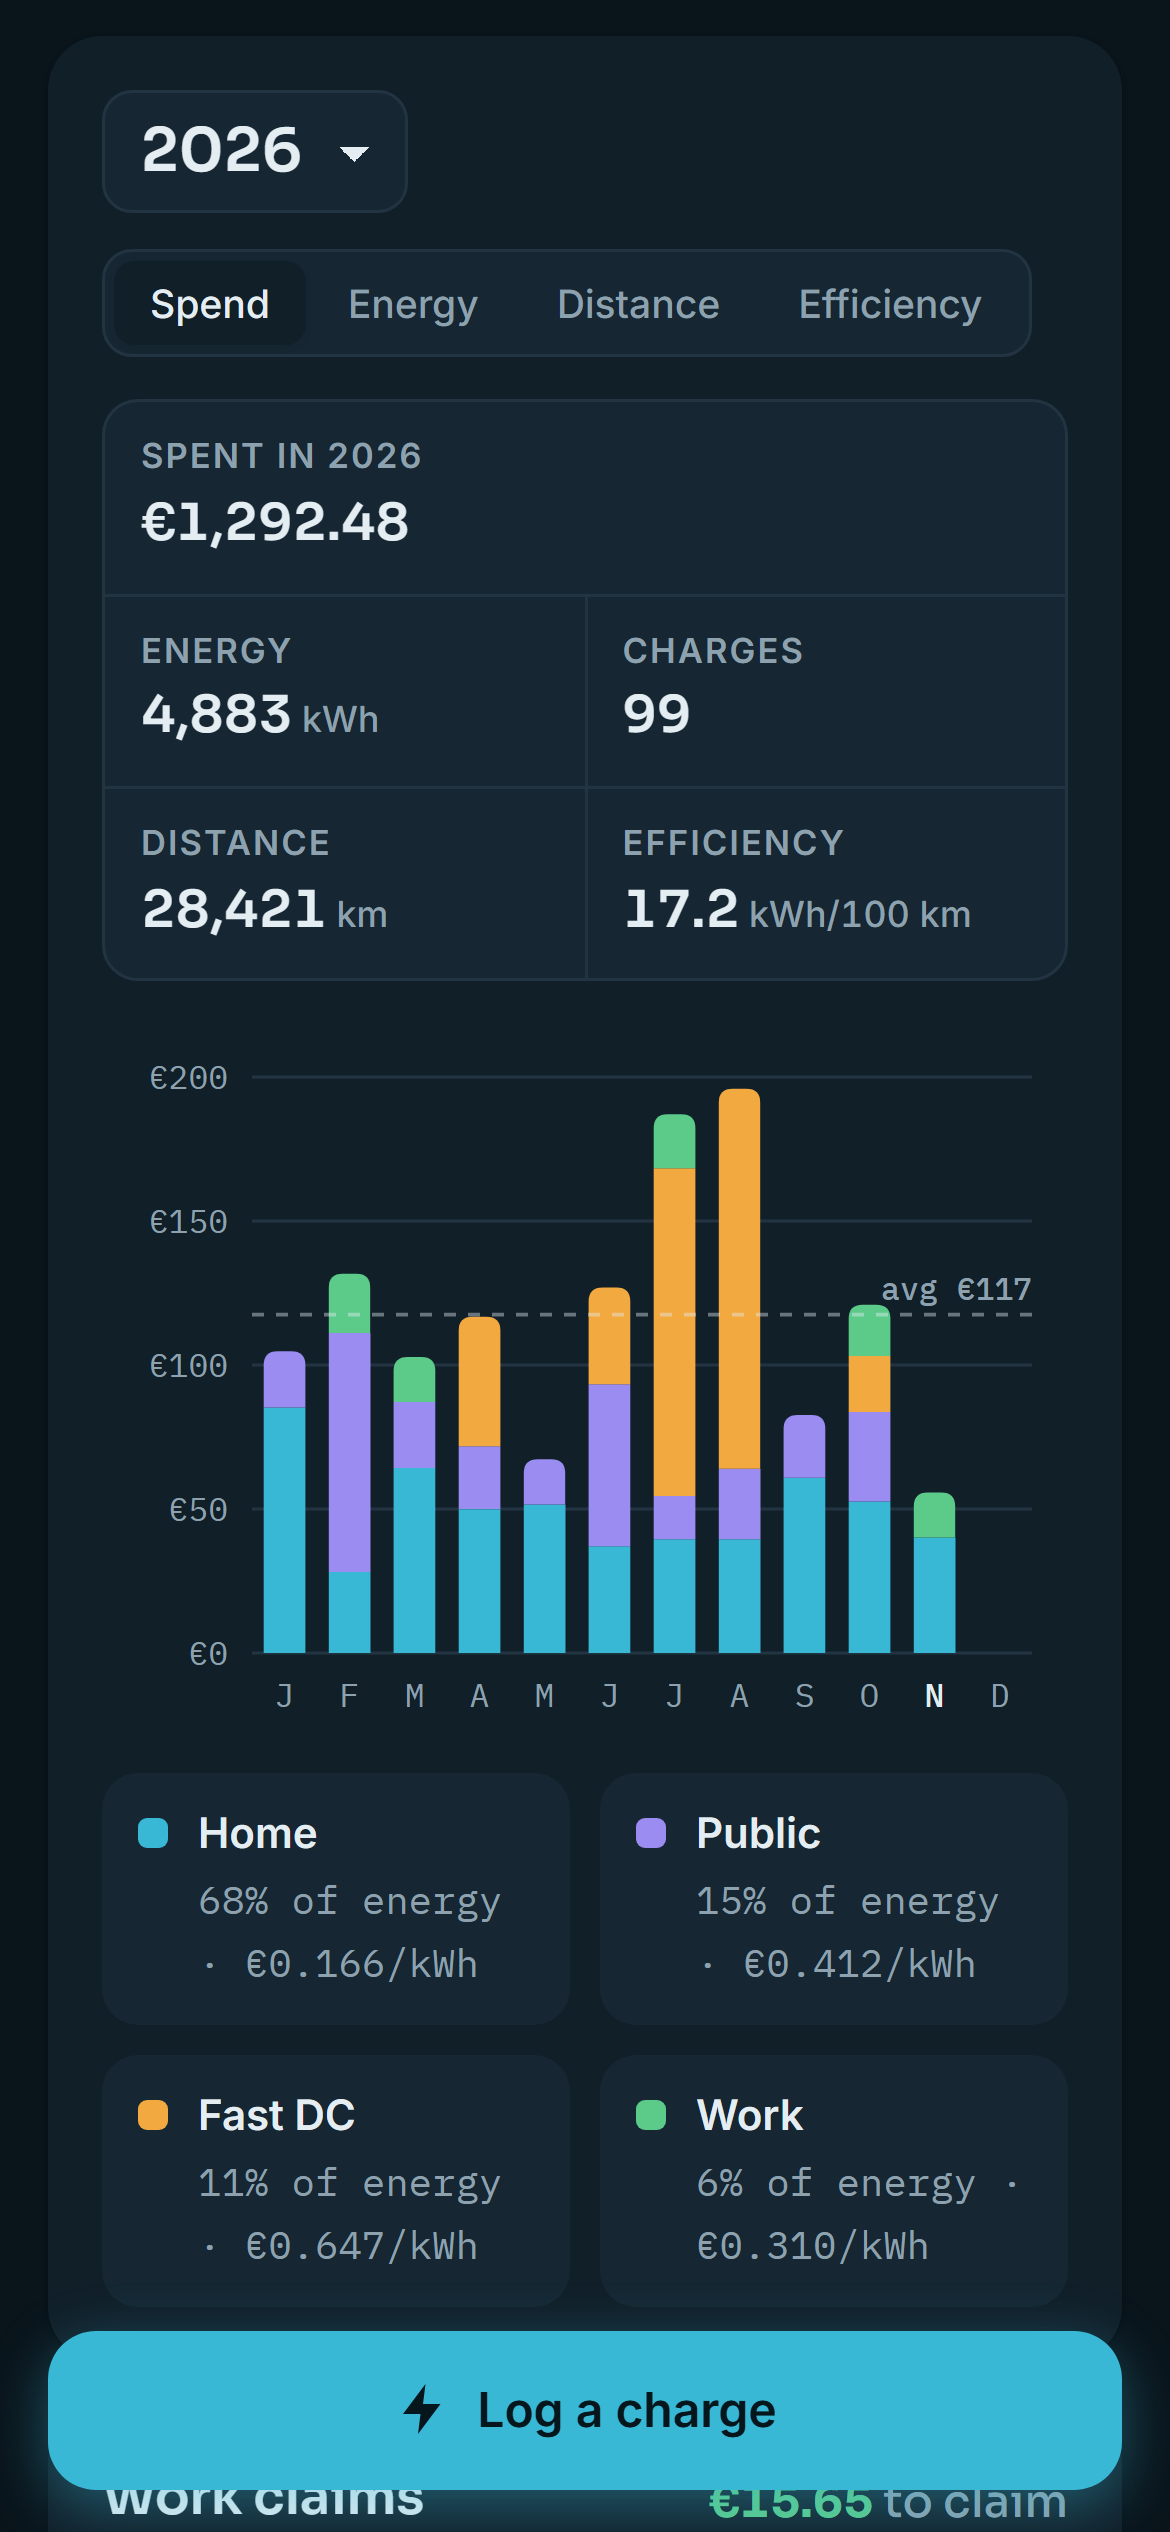 2026
Spend Energy Distance Efficiency
SPENT IN 2026
€1,292.48
ENERGY
4,883 kWh
CHARGES
99
DISTANCE
28,421 km
EFFICIENCY
17.2 kWh/100 km
€200
€150
avg €117
€100
€50
€0
J F M A M J J A S O N D
Home
68% of energy
· €0.166/kWh
Public
15% of energy
· €0.412/kWh
Fast DC
11% of energy
· €0.647/kWh
Work
6% of energy ·
€0.310/kWh
Log a charge
Work claims €15.65 to claim